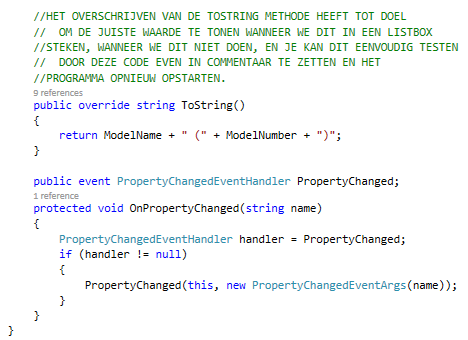 //HET OVERSCHRIJVEN VAN DE TOSTRING METHODE HEEFT TOT DOEL
//  OM DE JUISTE WAARDE TE TONEN WANNEER WE DIT IN EEN LISTBOX
//STEKEN, WANNEER WE DIT NIET DOEN, EN JE KAN DIT EENVOUDIG TESTEN
//  DOOR DEZE CODE EVEN IN COMMENTAAR TE ZETTEN EN HET
//PROGRAMMA OPNIEUW OPSTARTEN.
9 references
public override string ToString()
{
    return ModelName + " (" + ModelNumber + ")";
}
public event PropertyChangedEventHandler PropertyChanged;
1 reference
protected void OnPropertyChanged(string name)
{
    PropertyChangedEventHandler handler = PropertyChanged;
    if (handler != null)
    {
        PropertyChanged(this, new PropertyChangedEventArgs(name));
    }
}
}